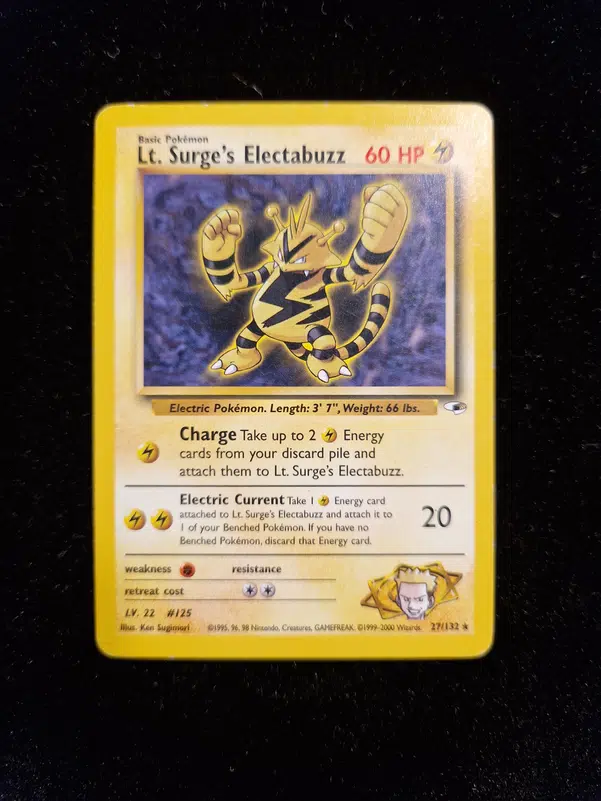 Basic Pokémon
Lt. Surge's Electabuzz 60 HP
Electric Pokémon. Length: 3' 7", Weight: 66 lbs.
Charge Take up to 2 Energy
cards from your discard pile and
attach them to Lt. Surge's Electabuzz.
Electric Current Take 1 Energy card
attached to Lt. Surge's Electabuzz and attach it to
1 of your Benched Pokémon. If you have no
Benched Pokémon, discard that Energy card.
20
weakness resistance
retreat cost
LV. 22 #125
Illus. Ken Sugimori ©1995, 96, 98 Nintendo, Creatures, GAMEFREAK. ©1999-2000 Wizards. 27/132 ★